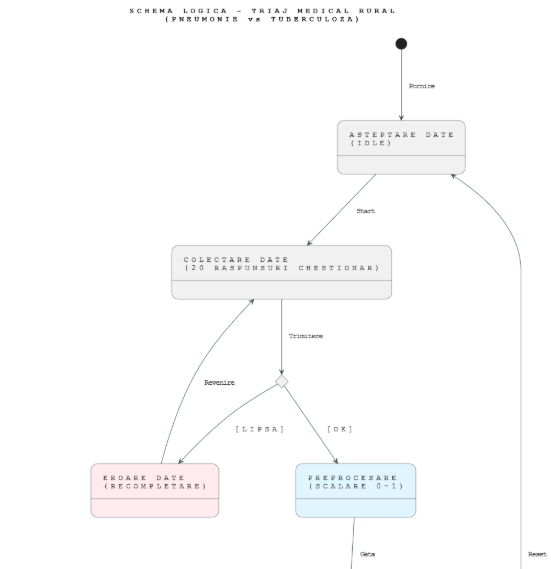 SCHEMA LOGICA - TRIAJ MEDICAL RURAL
(PNEUMONIE vs TUBERCULOZA)
Pornire
ASTEPTARE DATE
(IDLE)
Start
COLECTARE DATE
(20 RASPUNSURI CHESTIONAR)
Trimitere
Revenire
[LIPSA]
[OK]
EROARE DATE
(RECOMPLETARE)
PREPROCESARE
(SCALARE 0-1)
Gata
Reset